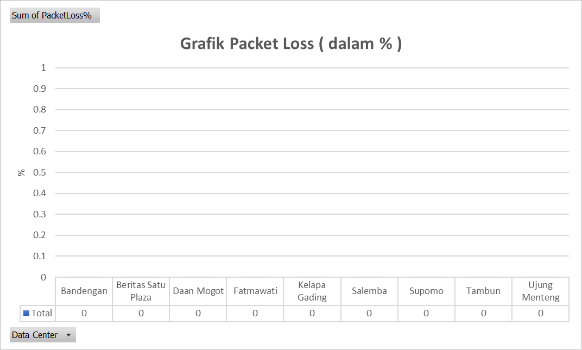 Sum of PacketLoss%
Grafik Packet Loss ( dalam % )
1
0.9
0.8
0.7
0.6
0.5
0.4
0.3
0.2
0.1
0
%
Bandengan Beritas Satu Plaza Daan Mogot Fatmawati Kelapa Gading Salemba Supomo Tambun Ujung Menteng
Total 0 0 0 0 0 0 0 0 0
Data Center